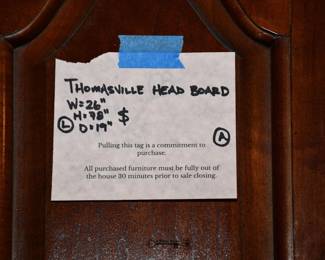 THOMASVILLE HEAD BOARD
W=26"
H=78" $
Ⓛ D=19"
Ⓐ
Pulling this tag is a commitment to
purchase.
All purchased furniture must be fully out of
the house 30 minutes prior to sale closing.